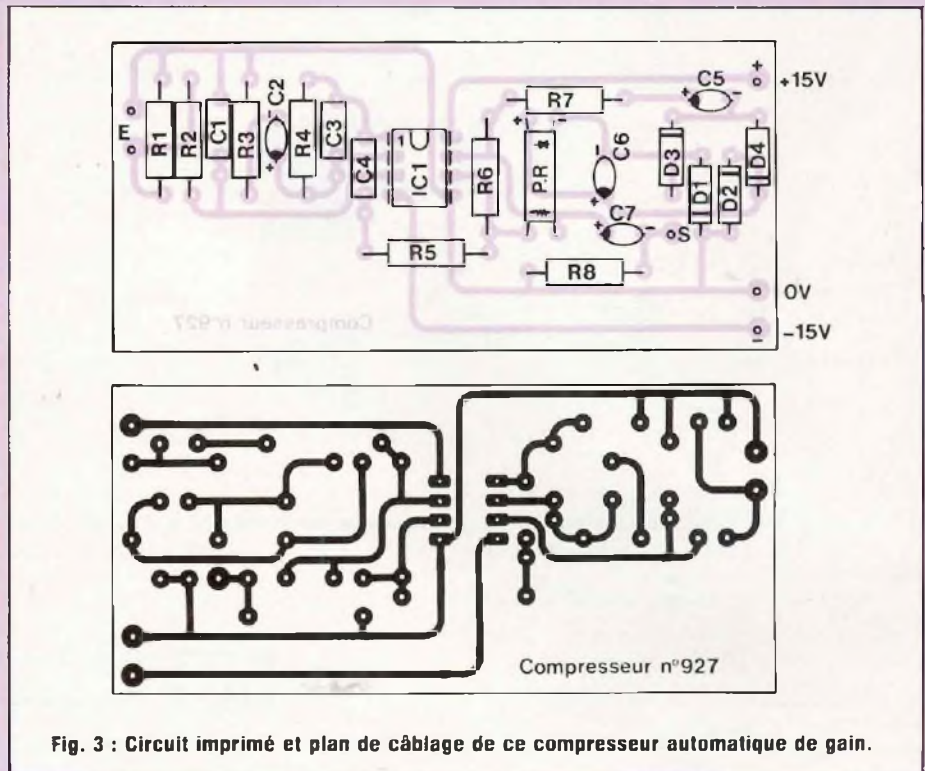 +
+15V
E
R1
R2
C1
R3
C2
+
R4
C3
C4
IC1
R6
R5
R7
+ -
P.R
-
C6
+
+ C7 -
R8
+ C5 -
D3
D1
D2
D4
S
0V
-
-15V
Compresseur n°927
Compresseur n°927
Fig. 3 : Circuit imprimé et plan de câblage de ce compresseur automatique de gain.